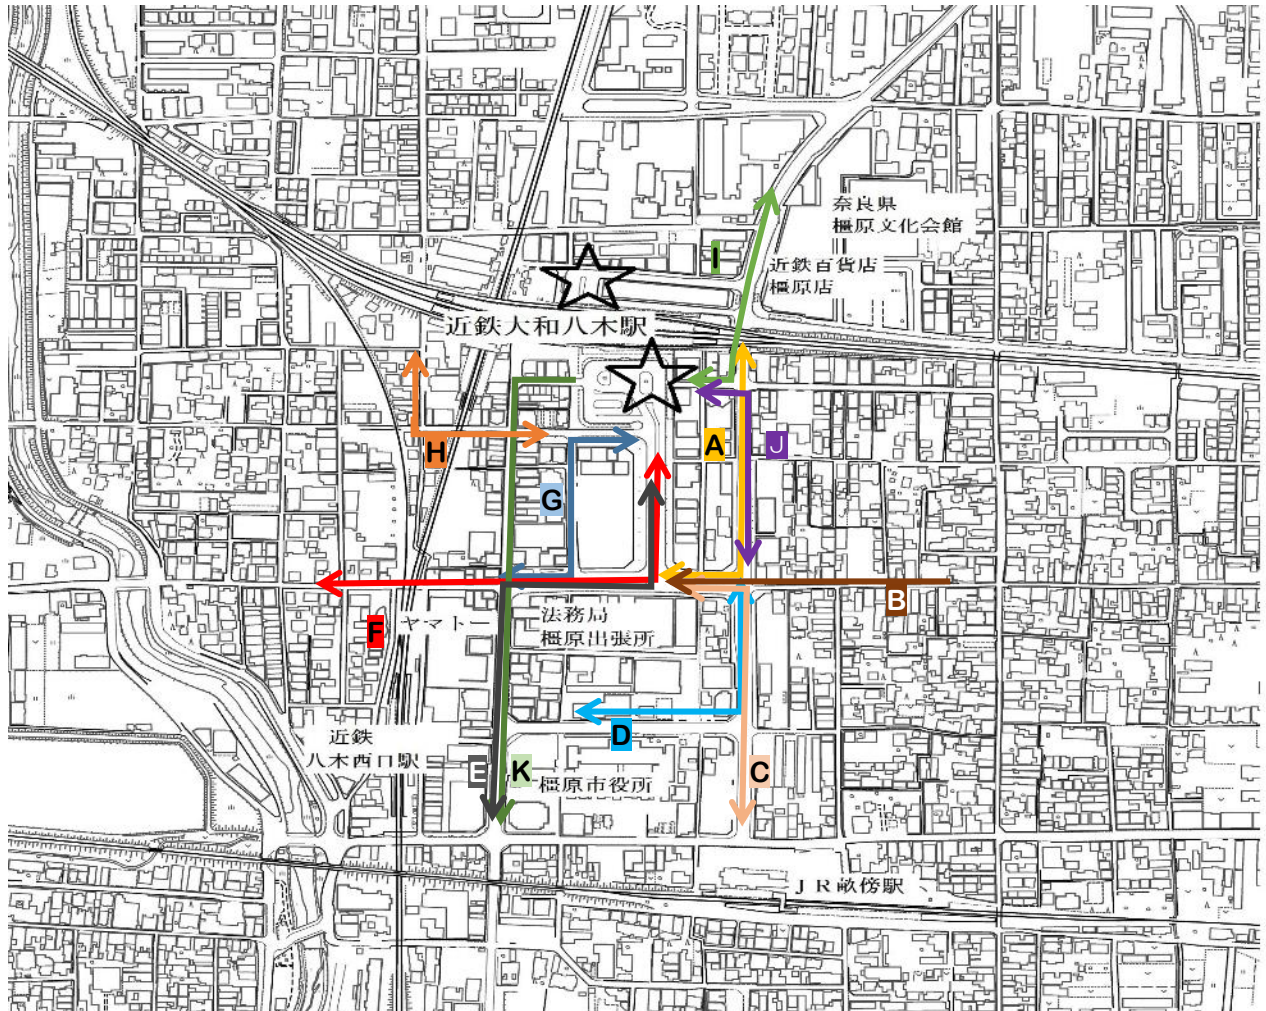 奈良県
橿原文化会館
I
近鉄百貨店
橿原店
近鉄大和八木駅
A
J
H
G
B
F
ヤマトー
法務局
橿原出張所
D
近鉄
八木西口駅
E
K
橿原市役所
C
JR畝傍駅